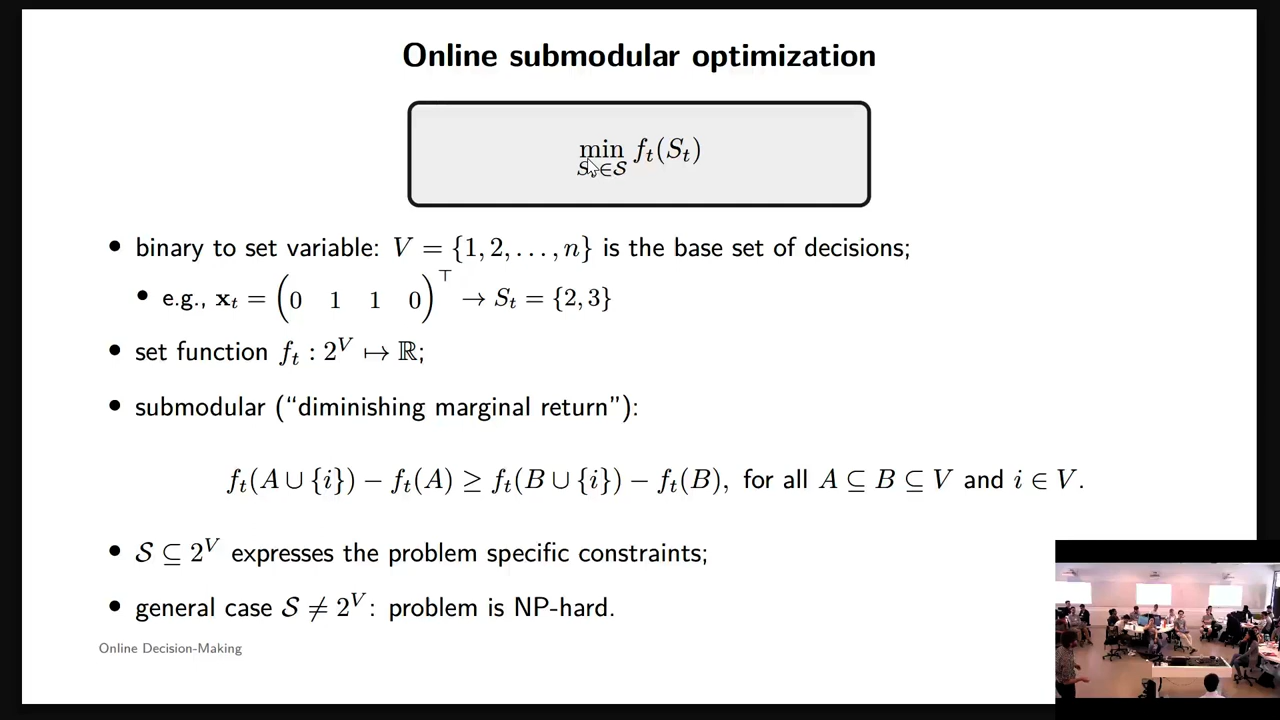 Online submodular optimization
min f_t(S_t)
S_t∈𝒮
• binary to set variable: V = {1, 2, . . . , n} is the base set of decisions;
• e.g., x_t = (0 1 1 0)^⊤ → S_t = {2, 3}
• set function f_t : 2^V ↦ ℝ;
• submodular (“diminishing marginal return”):
f_t(A ∪ {i}) − f_t(A) ≥ f_t(B ∪ {i}) − f_t(B), for all A ⊆ B ⊆ V and i ∈ V.
• 𝒮 ⊆ 2^V expresses the problem specific constraints;
• general case 𝒮 ≠ 2^V: problem is NP-hard.
Online Decision-Making